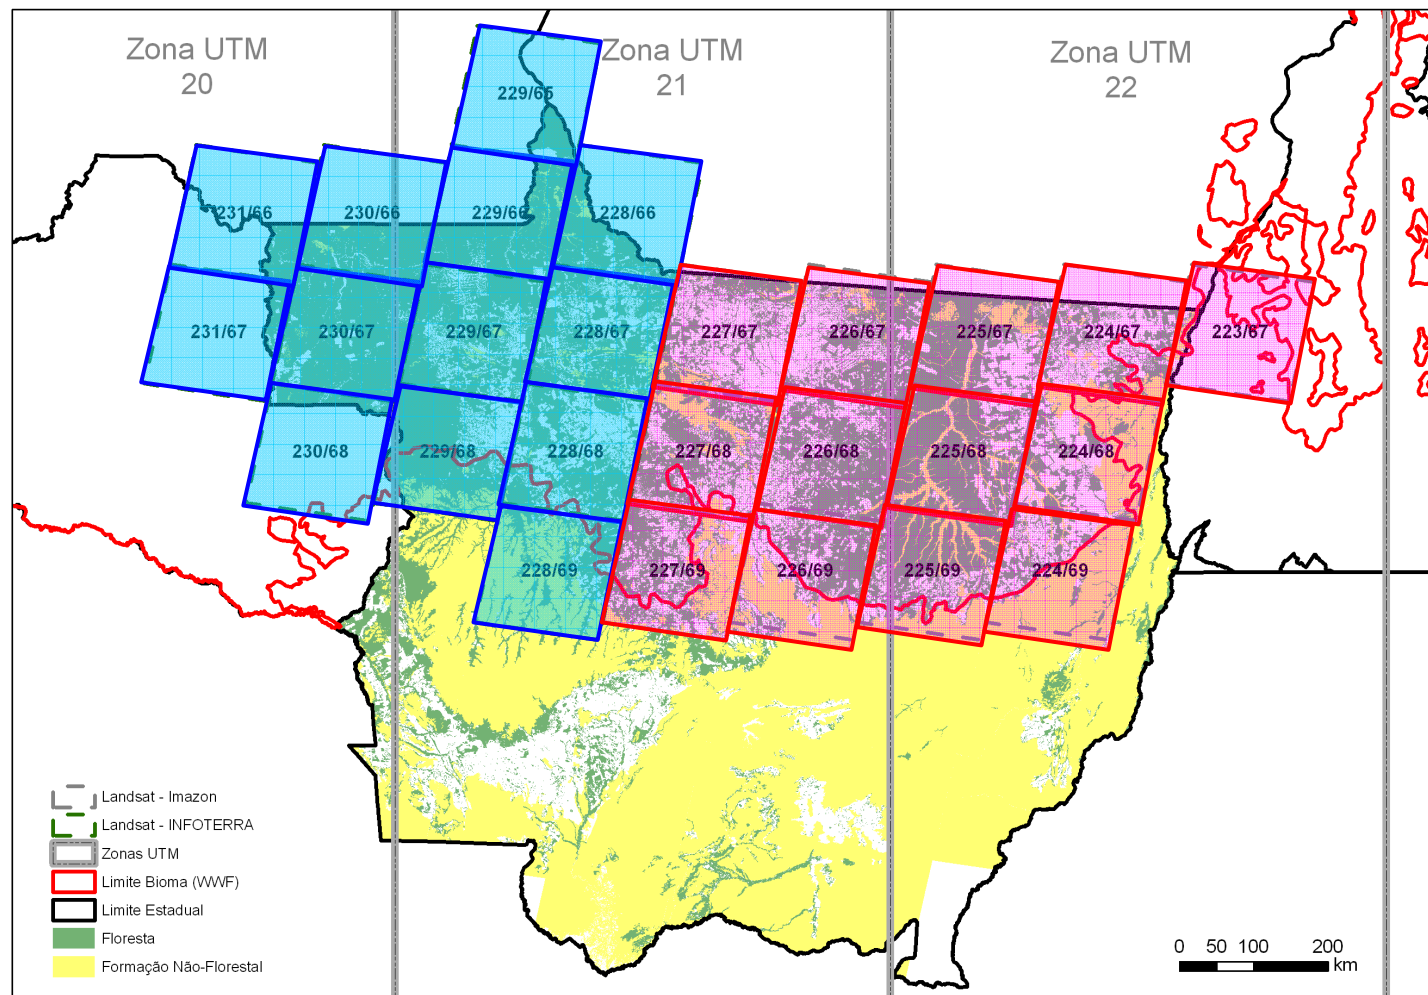 Zona UTM
20
Zona UTM
21
Zona UTM
22
229/65
231/66
230/66
229/66
228/66
231/67
230/67
229/67
228/67
227/67
226/67
225/67
224/67
223/67
230/68
229/68
228/68
227/68
226/68
225/68
224/68
228/69
227/69
226/69
225/69
224/69
Landsat - Imazon
Landsat - INFOTERRA
Zonas UTM
Limite Bioma (WWF)
Limite Estadual
Floresta
Formação Não-Florestal
0 50 100 200
km